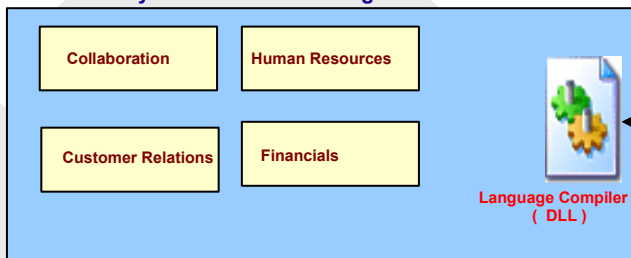 Collaboration
Human Resources
Customer Relations
Financials
Language Compiler
( DLL )